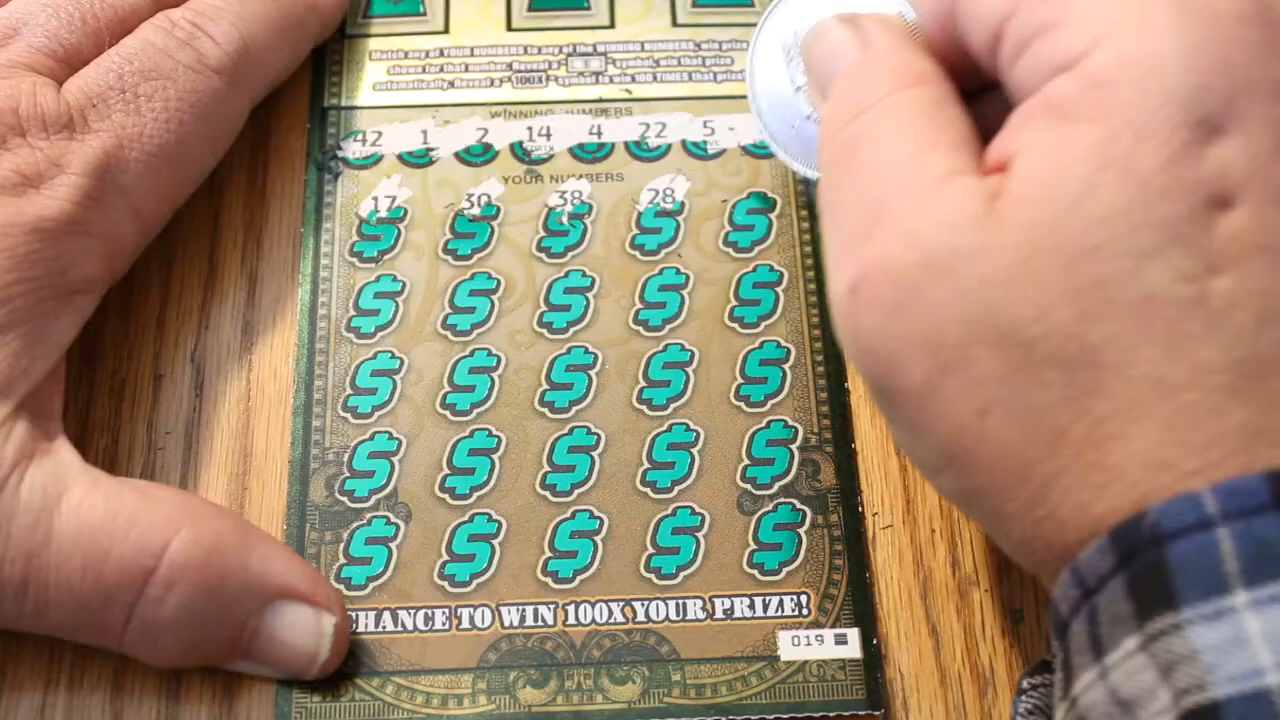 Match any of YOUR NUMBERS to any of the WINNING NUMBERS, win prize
shown for that number. Reveal a symbol, win that prize
automatically. Reveal a 100X symbol to win 100 TIMES that prize!
WINNING NUMBERS
42 1 2 14 4 22 5
YOUR NUMBERS
17 30 38 28
$ $ $ $ $
$ $ $ $ $
$ $ $ $ $
$ $ $ $ $
$ $ $ $ $
CHANCE TO WIN 100X YOUR PRIZE!
019